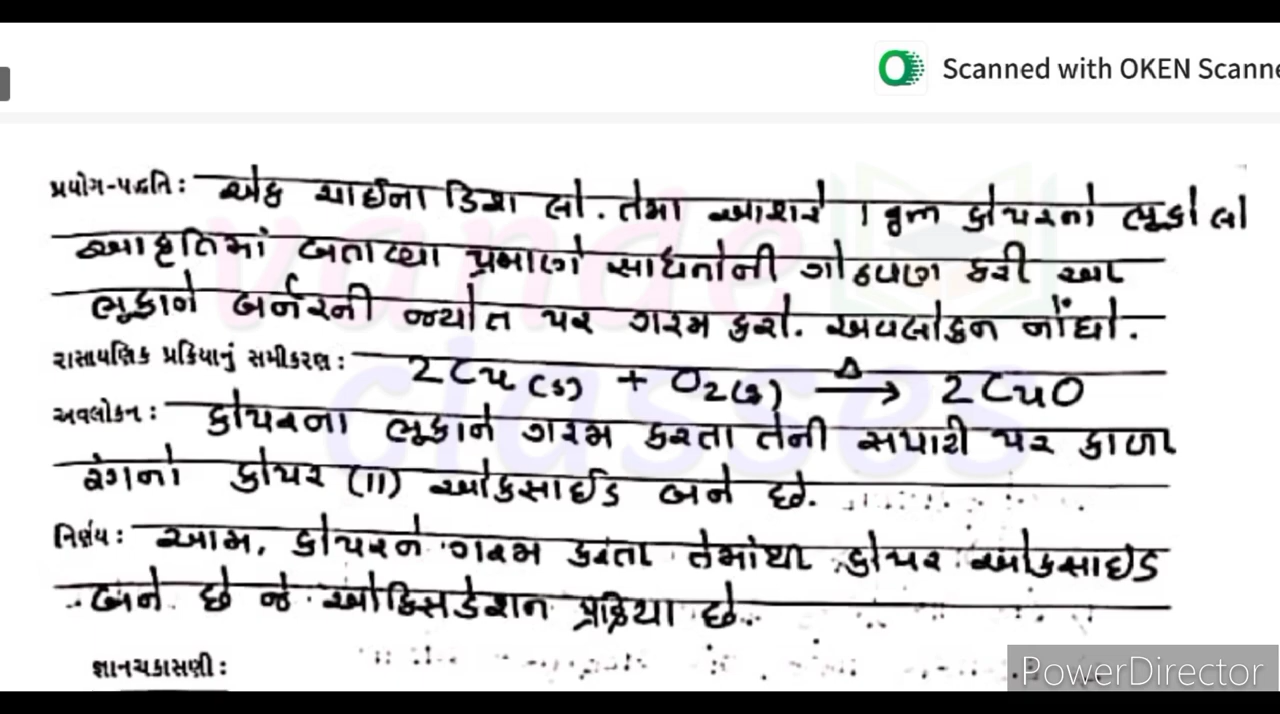 Scanned with OKEN Scanne
પ્રયોગ-પદ્ધતિ : એક ચાઈના ડિશ લો. તેમા આશરે 1 ગ્રામ કોપરનો ભૂકો લો
આકૃતિમાં બતાવ્યા પ્રમાણે સાધનોની ગોઠવણ કરી આ
ભૂકાને બર્નરની જ્યોત પર ગરમ કરો. અવલોકન નોંધો.
રાસાયણિક પ્રક્રિયાનું સમીકરણ : 2Cu(s) + O2(g) —Δ→ 2CuO
અવલોકન : કોપરના ભૂકાને ગરમ કરતા તેની સપાટી પર કાળા
રંગનો કોપર (II) ઓક્સાઈડ બને છે.
નિર્ણય : આમ, કોપરને ગરમ કરતા તેમાંથી કોપર ઓક્સાઈડ
બને છે જે ઓક્સિડેશન પ્રક્રિયા છે.
જ્ઞાનચકાસણી :
vande
classes
PowerDirector